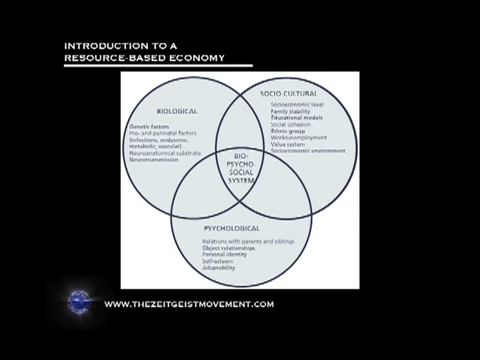 INTRODUCTION TO A
RESOURCE-BASED ECONOMY
BIOLOGICAL
Genetic factors
Pre- and perinatal factors
(infections, endocrine,
metabolic, vascular)
Neuroanatomical substrate
Neurotransmission
SOCIO-CULTURAL
Socioeconomic level
Family stability
Educational models
Social cohesion
Ethnic group
Work/unemployment
Value system
Socioeconomic environment
BIO-
PSYCHO-
SOCIAL
SYSTEM
PSYCHOLOGICAL
Relations with parents and siblings
Object relationships
Personal identity
Self-esteem
Adaptability
WWW.THEZEITGEISTMOVEMENT.COM